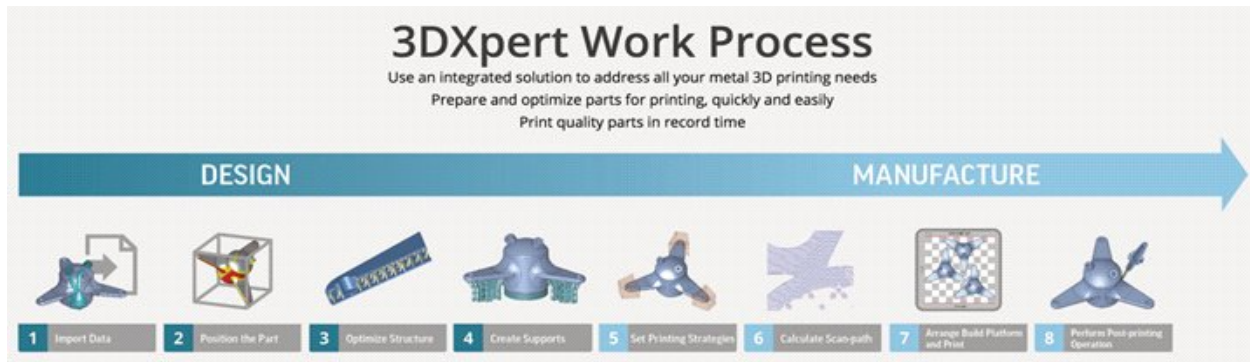 3DXpert Work Process
Use an integrated solution to address all your metal 3D printing needs
Prepare and optimize parts for printing, quickly and easily
Print quality parts in record time
DESIGN
MANUFACTURE
1 Import Data
2 Position the Part
3 Optimize Structure
4 Create Supports
5 Set Printing Strategies
6 Calculate Scan-path
7 Arrange Build Platform
and Print
8 Perform Post-printing
Operation